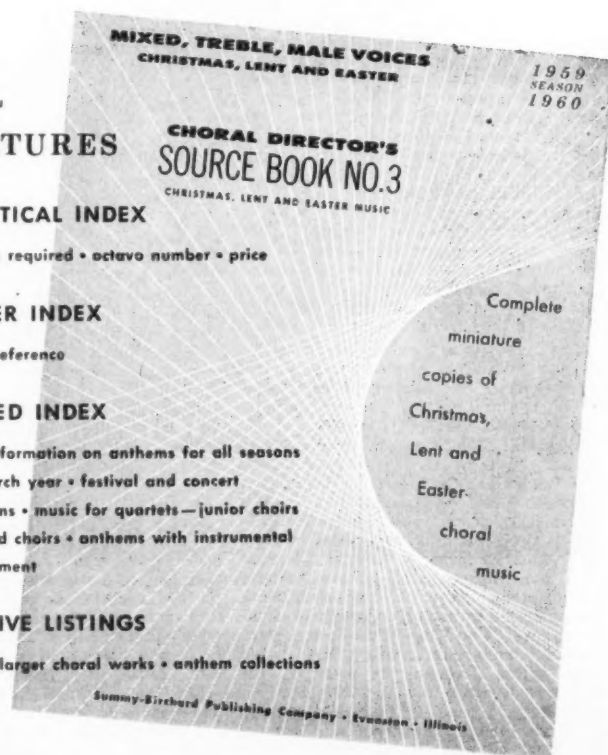 MIXED, TREBLE, MALE VOICES
CHRISTMAS, LENT AND EASTER
1959
SEASON
1960
CHORAL DIRECTOR'S
SOURCE BOOK NO.3
CHRISTMAS, LENT AND EASTER MUSIC
Complete
miniature
copies of
Christmas,
Lent and
Easter
choral
music
Summy-Birchard Publishing Company • Evanston • Illinois
TURES
TICAL INDEX
required • octavo number • price
ER INDEX
eference
ED INDEX
formation on anthems for all seasons
rch year • festival and concert
ns • music for quartets—junior choirs
d choirs • anthems with instrumental
ment
IVE LISTINGS
larger choral works • anthem collections